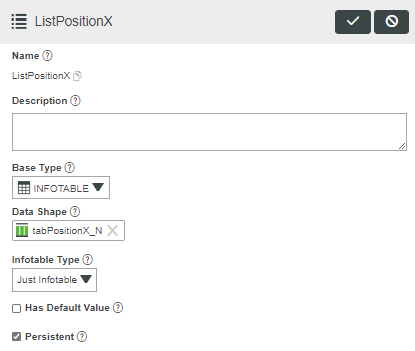 ListPositionX
Name
ListPositionX
Description
Base Type
INFOTABLE
Data Shape
tabPositionX_N
Infotable Type
Just Infotable
Has Default Value
Persistent